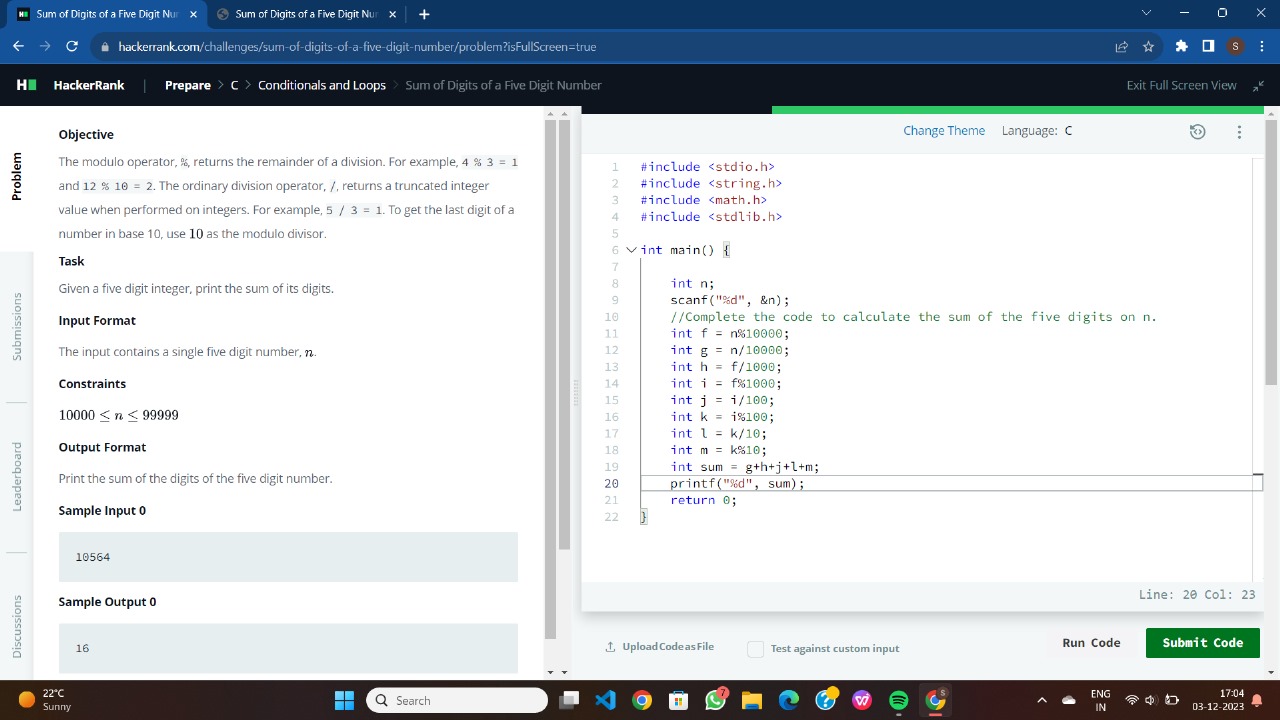 Sum of Digits of a Five Digit Nur
Sum of Digits of a Five Digit Nur
hackerrank.com/challenges/sum-of-digits-of-a-five-digit-number/problem?isFullScreen=true
S
H
HackerRank | Prepare > C > Conditionals and Loops > Sum of Digits of a Five Digit Number
Exit Full Screen View
Problem
Submissions
Leaderboard
Discussions
Objective
The modulo operator, %, returns the remainder of a division. For example, 4 % 3 = 1
and 12 % 10 = 2. The ordinary division operator, /, returns a truncated integer
value when performed on integers. For example, 5 / 3 = 1. To get the last digit of a
number in base 10, use 10 as the modulo divisor.
Task
Given a five digit integer, print the sum of its digits.
Input Format
The input contains a single five digit number, n.
Constraints
10000 ≤ n ≤ 99999
Output Format
Print the sum of the digits of the five digit number.
Sample Input 0
10564
Sample Output 0
16
Change Theme Language: C
1 #include <stdio.h>
2 #include <string.h>
3 #include <math.h>
4 #include <stdlib.h>
5
6 int main() {
7
8 int n;
9 scanf("%d", &n);
10 //Complete the code to calculate the sum of the five digits on n.
11 int f = n%10000;
12 int g = n/10000;
13 int h = f/1000;
14 int i = f%1000;
15 int j = i/100;
16 int k = i%100;
17 int l = k/10;
18 int m = k%10;
19 int sum = g+h+j+l+m;
20 printf("%d", sum);
21 return 0;
22 }
Line: 20 Col: 23
Upload Code as File
Test against custom input
Run Code
Submit Code
22°C
Sunny
Search
7
S
ENG
IN
17:04
03-12-2023